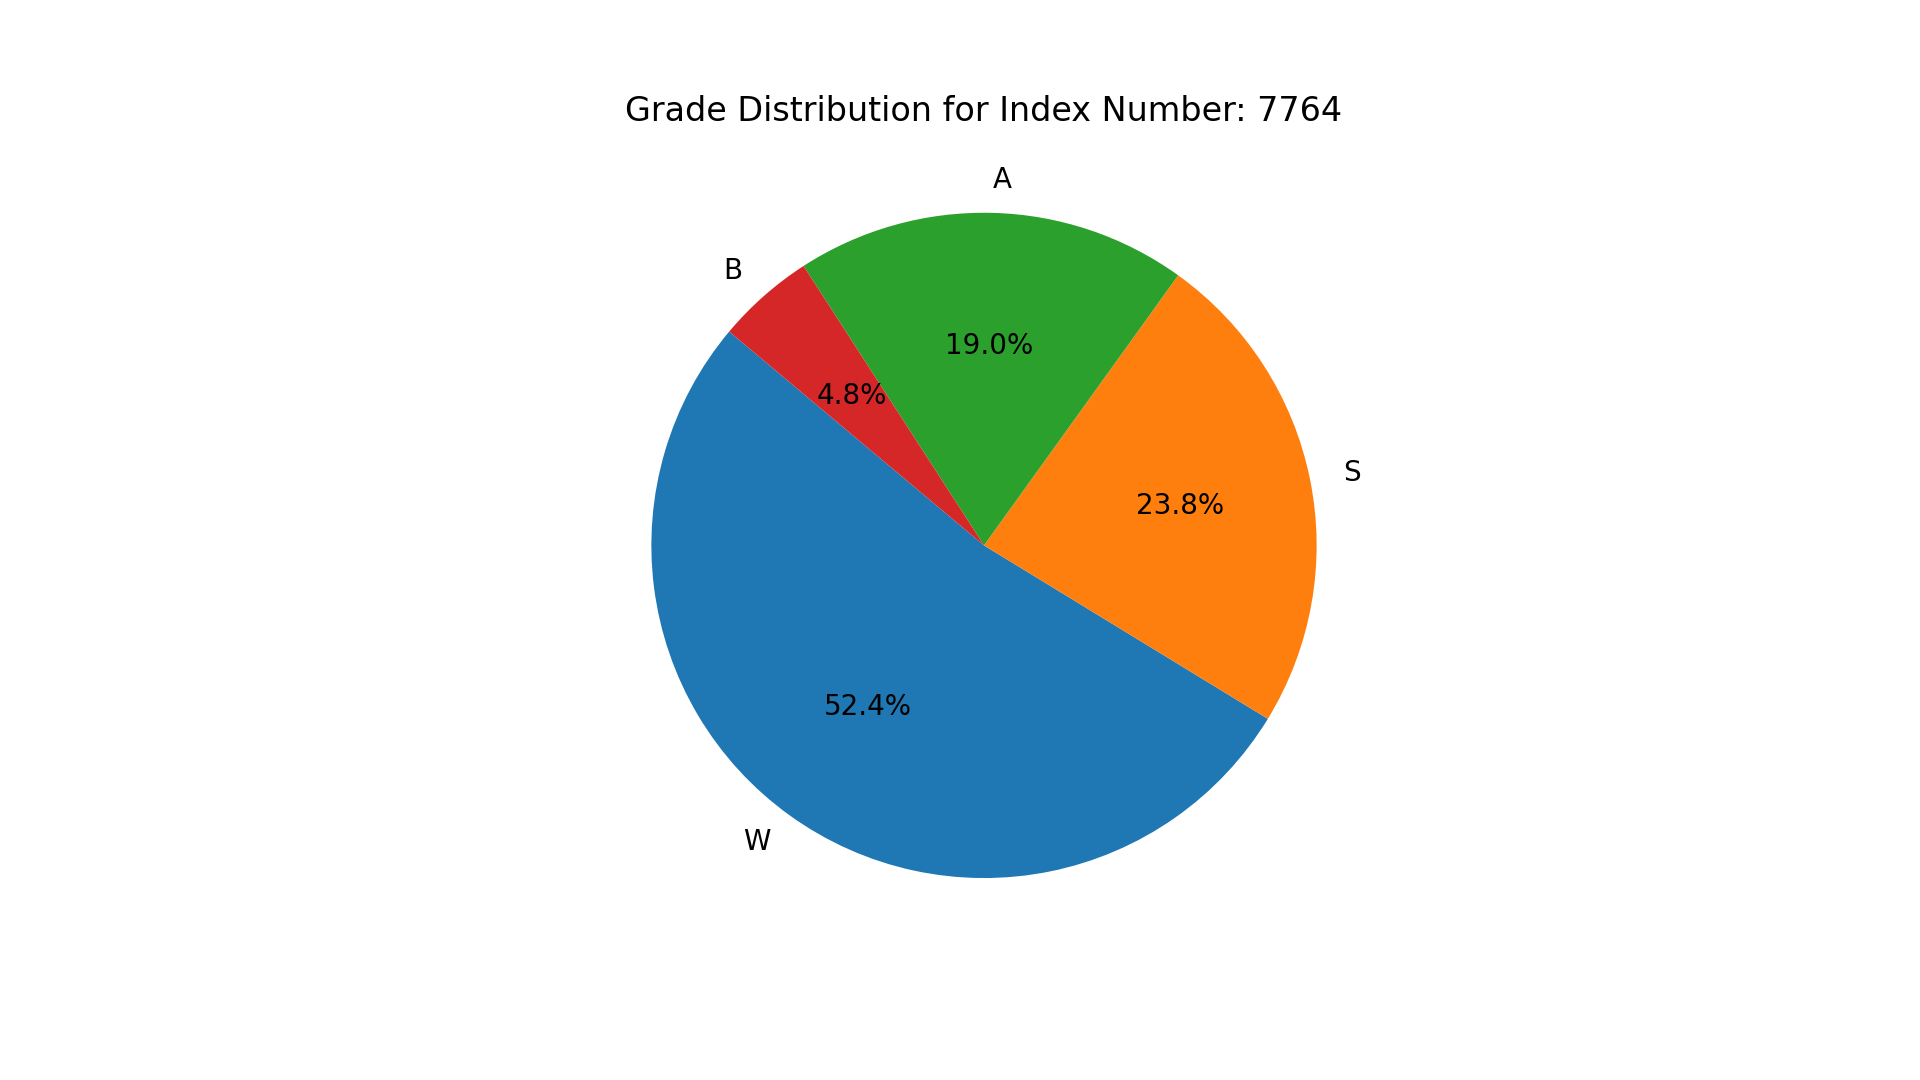 Grade Distribution for Index Number: 7764
A
B
19.0%
4.8%
S
23.8%
52.4%
W